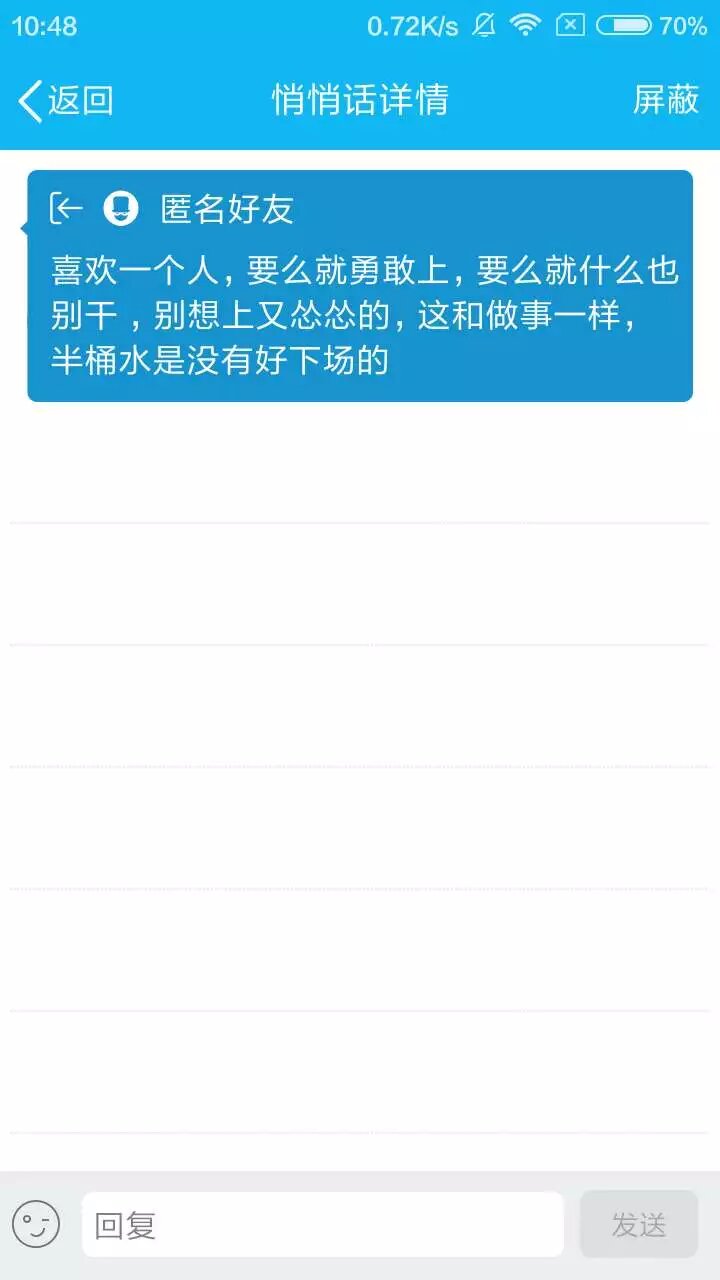 10:48 0.72K/s 70%
返回 悄悄话详情 屏蔽
匿名好友
喜欢一个人,要么就勇敢上,要么就什么也
别干，别想上又怂怂的,这和做事一样，
半桶水是没有好下场的
回复 发送